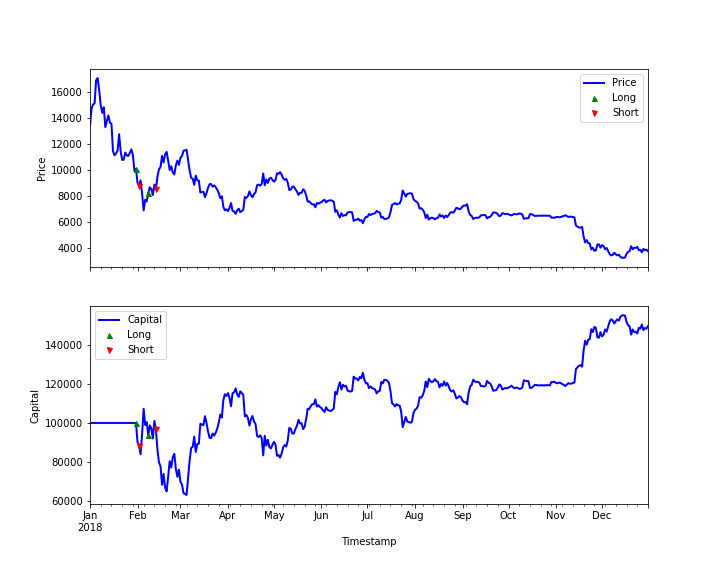 16000
14000
12000
10000
8000
6000
4000
Price
Price
Long
Short
140000
120000
100000
80000
60000
Capital
Capital
Long
Short
Jan Feb Mar Apr May Jun Jul Aug Sep Oct Nov Dec
2018
Timestamp